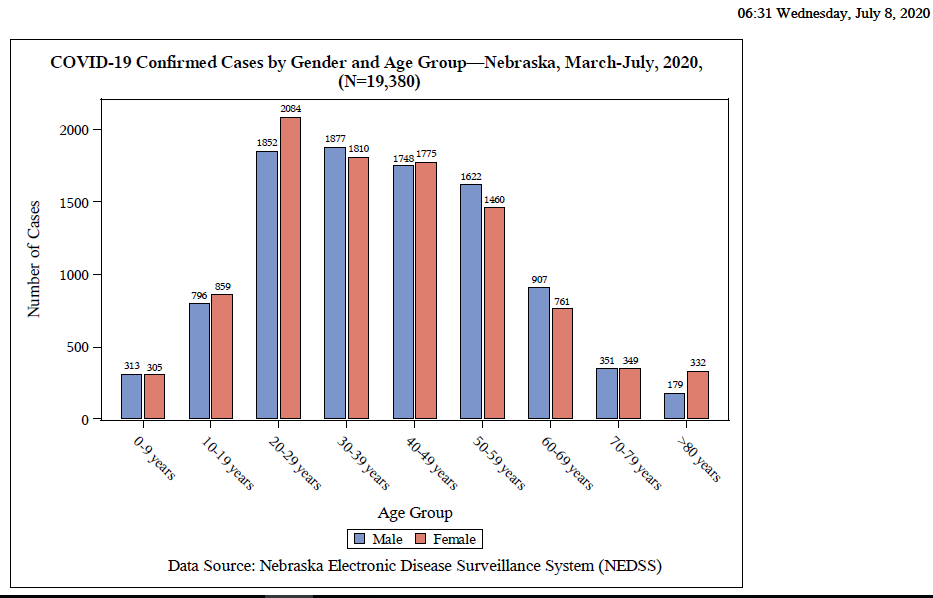 06:31 Wednesday, July 8, 2020
COVID-19 Confirmed Cases by Gender and Age Group—Nebraska, March-July, 2020,
(N=19,380)
Number of Cases
2000
1500
1000
500
0
313 305
796 859
1852 2084
1877 1810
1748 1775
1622 1460
907 761
351 349
179 332
0-9 years
10-19 years
20-29 years
30-39 years
40-49 years
50-59 years
60-69 years
70-79 years
>80 years
Age Group
Male Female
Data Source: Nebraska Electronic Disease Surveillance System (NEDSS)